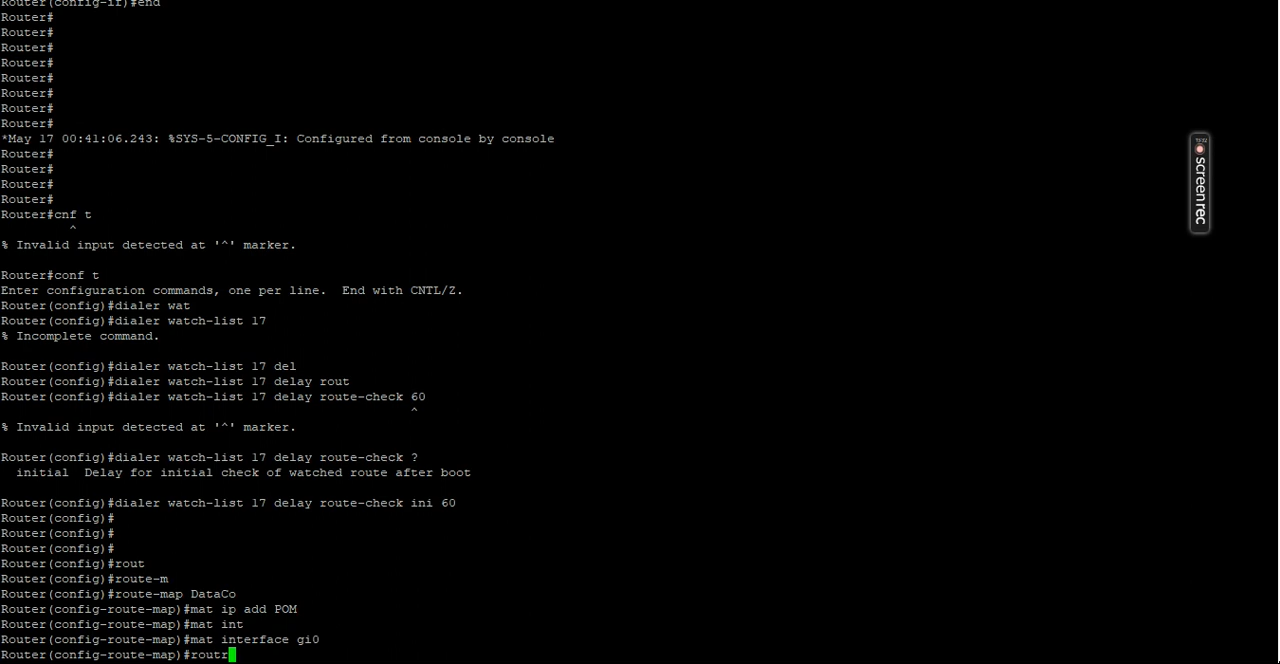 Router(config-if)#end
Router#
Router#
Router#
Router#
Router#
Router#
Router#
Router#
*May 17 00:41:06.243: %SYS-5-CONFIG_I: Configured from console by console
Router#
Router#
Router#
Router#
Router#cnf t
^
% Invalid input detected at '^' marker.
Router#conf t
Enter configuration commands, one per line.  End with CNTL/Z.
Router(config)#dialer wat
Router(config)#dialer watch-list 17
% Incomplete command.
Router(config)#dialer watch-list 17 del
Router(config)#dialer watch-list 17 delay rout
Router(config)#dialer watch-list 17 delay route-check 60
^
% Invalid input detected at '^' marker.
Router(config)#dialer watch-list 17 delay route-check ?
initial  Delay for initial check of watched route after boot
Router(config)#dialer watch-list 17 delay route-check ini 60
Router(config)#
Router(config)#
Router(config)#
Router(config)#rout
Router(config)#route-m
Router(config)#route-map DataCo
Router(config-route-map)#mat ip add POM
Router(config-route-map)#mat int
Router(config-route-map)#mat interface gi0
Router(config-route-map)#routr
screenrec